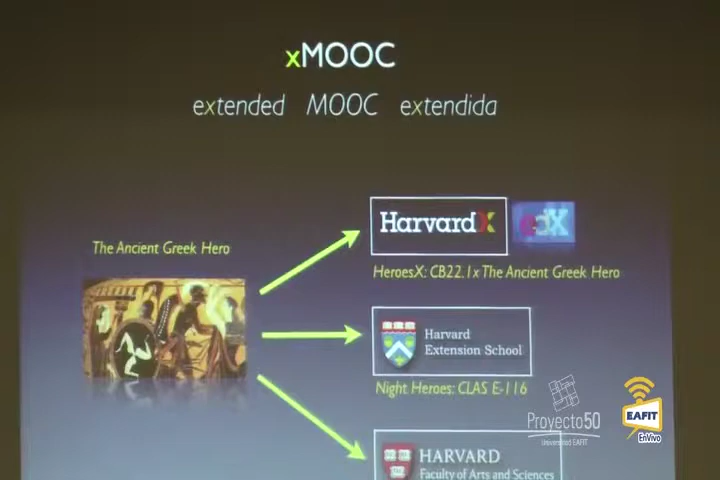 xMOOC
extended MOOC extendida
The Ancient Greek Hero
HarvardX
edX
HeroesX: CB22.1x The Ancient Greek Hero
Harvard
Extension School
Night Heroes: CLAS E-116
HARVARD
Faculty of Arts and Sciences
Proyecto50
Universidad EAFIT
EAFIT
EnVivo